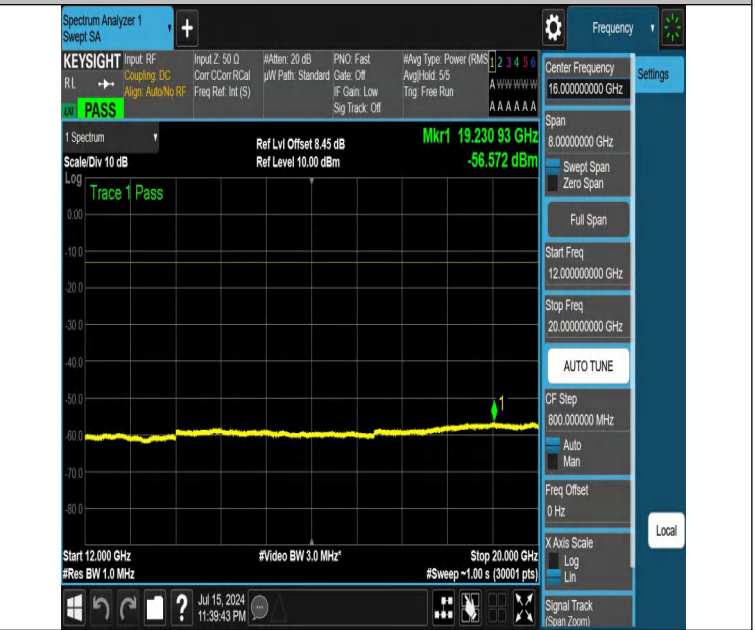 Spectrum Analyzer 1
Swept SA
+
Frequency
KEYSIGHT
RL
PASS
Input: RF
Coupling: DC
Align: Auto/No RF
Input Z: 50 Ω
Corr CCorr RCal
Freq Ref: Int (S)
#Atten: 20 dB
µW Path: Standard
PNO: Fast
Gate: Off
IF Gain: Low
Sig Track: Off
#Avg Type: Power (RMS)
Avg|Hold: 5/5
Trig: Free Run
1 2 3 4 5 6
A W W W W W
A A A A A A
1 Spectrum
Scale/Div 10 dB
Ref Lvl Offset 8.45 dB
Ref Level 10.00 dBm
Mkr1 19.230 93 GHz
-56.572 dBm
Log
Trace 1 Pass
0.00
-10.0
-20.0
-30.0
-40.0
-50.0
-60.0
-70.0
-80.0
1
Start 12.000 GHz
#Res BW 1.0 MHz
#Video BW 3.0 MHz*
Stop 20.000 GHz
#Sweep ~1.00 s (30001 pts)
Jul 15, 2024
11:39:43 PM
Center Frequency
16.00000000 GHz
Settings
Span
8.00000000 GHz
Swept Span
Zero Span
Full Span
Start Freq
12.000000000 GHz
Stop Freq
20.000000000 GHz
AUTO TUNE
CF Step
800.000000 MHz
Auto
Man
Freq Offset
0 Hz
X Axis Scale
Log
Lin
Local
Signal Track
(Span Zoom)